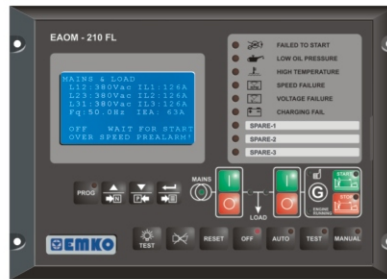 EAOM - 210 FL
MAINS & LOAD
L12:380Vac IL1:126A
L23:380Vac IL2:126A
L31:380Vac IL3:126A
Fq:50.0Hz IEA: 63A
OFF WAIT FOR START
OVER SPEED PREALARM!
FAILED TO START
LOW OIL PRESSURE
HIGH TEMPERATURE
SPEED FAILURE
VOLTAGE FAILURE
CHARGING FAIL
SPARE-1
SPARE-2
SPARE-3
PROG
MAINS
I
O
LOAD
I
O
G
ENGINE RUNNING
START
STOP
EMKO
TEST
RESET
OFF
AUTO
TEST
MANUAL